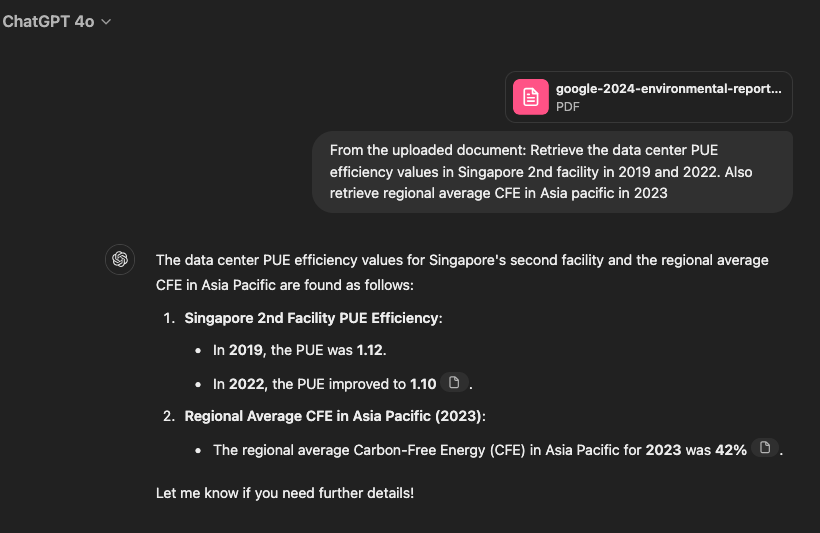 ChatGPT 4o
google-2024-environmental-report...
PDF
From the uploaded document: Retrieve the data center PUE
efficiency values in Singapore 2nd facility in 2019 and 2022. Also
retrieve regional average CFE in Asia pacific in 2023
The data center PUE efficiency values for Singapore's second facility and the regional average
CFE in Asia Pacific are found as follows:
1. Singapore 2nd Facility PUE Efficiency:
• In 2019, the PUE was 1.12.
• In 2022, the PUE improved to 1.10 .
2. Regional Average CFE in Asia Pacific (2023):
• The regional average Carbon-Free Energy (CFE) in Asia Pacific for 2023 was 42% .
Let me know if you need further details!